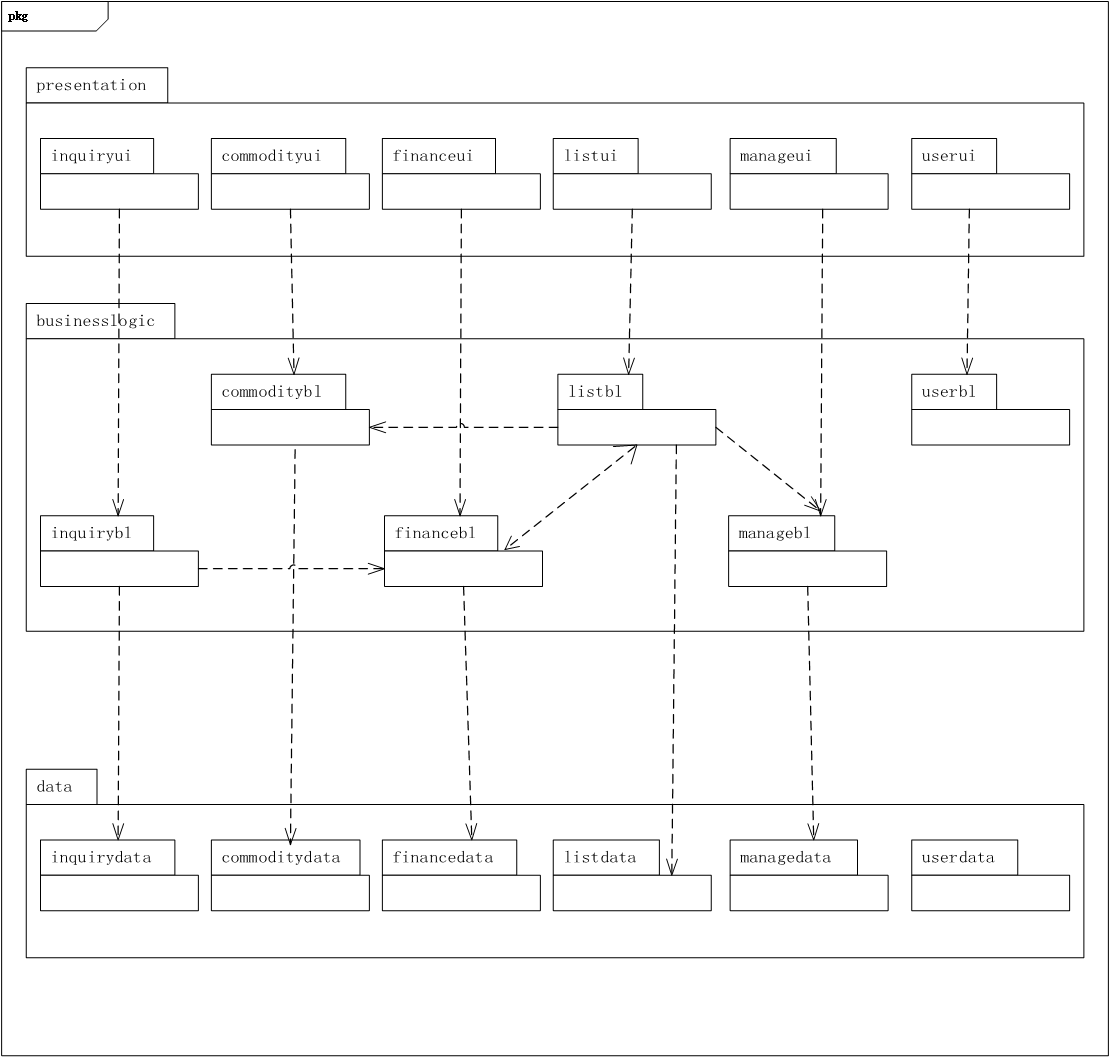 pkg
presentation
inquiryui
commodityui
financeui
listui
manageui
userui
businesslogic
commoditybl
listbl
userbl
inquirybl
financebl
managebl
data
inquirydata
commoditydata
financedata
listdata
managedata
userdata